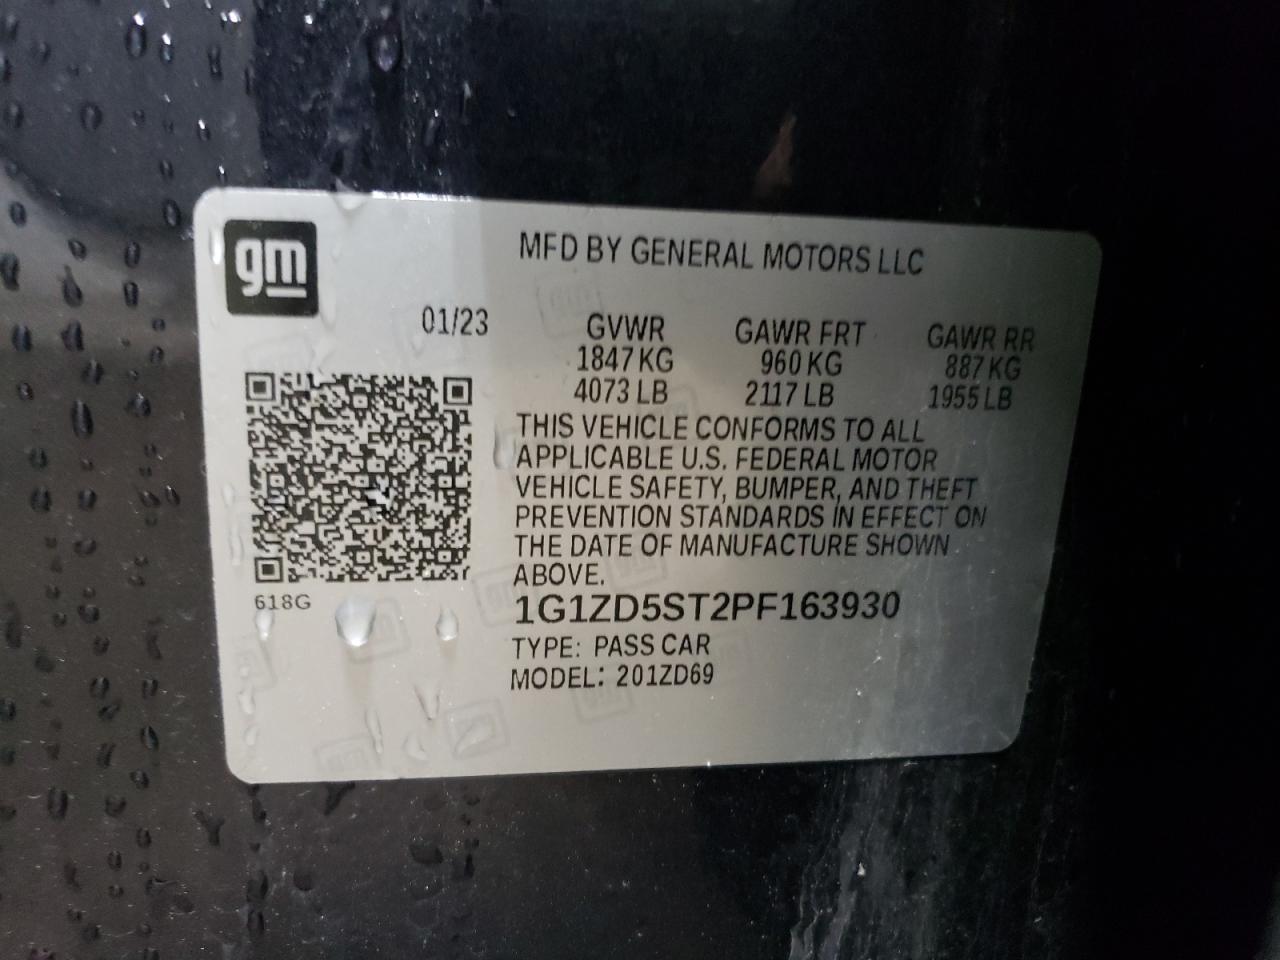 gm
MFD BY GENERAL MOTORS LLC
01/23
GVWR GAWR FRT GAWR RR
1847 KG 960 KG 887 KG
4073 LB 2117 LB 1955 LB
THIS VEHICLE CONFORMS TO ALL
APPLICABLE U.S. FEDERAL MOTOR
VEHICLE SAFETY, BUMPER, AND THEFT
PREVENTION STANDARDS IN EFFECT ON
THE DATE OF MANUFACTURE SHOWN
ABOVE.
618G
1G1ZD5ST2PF163930
TYPE: PASS CAR
MODEL: 201ZD69